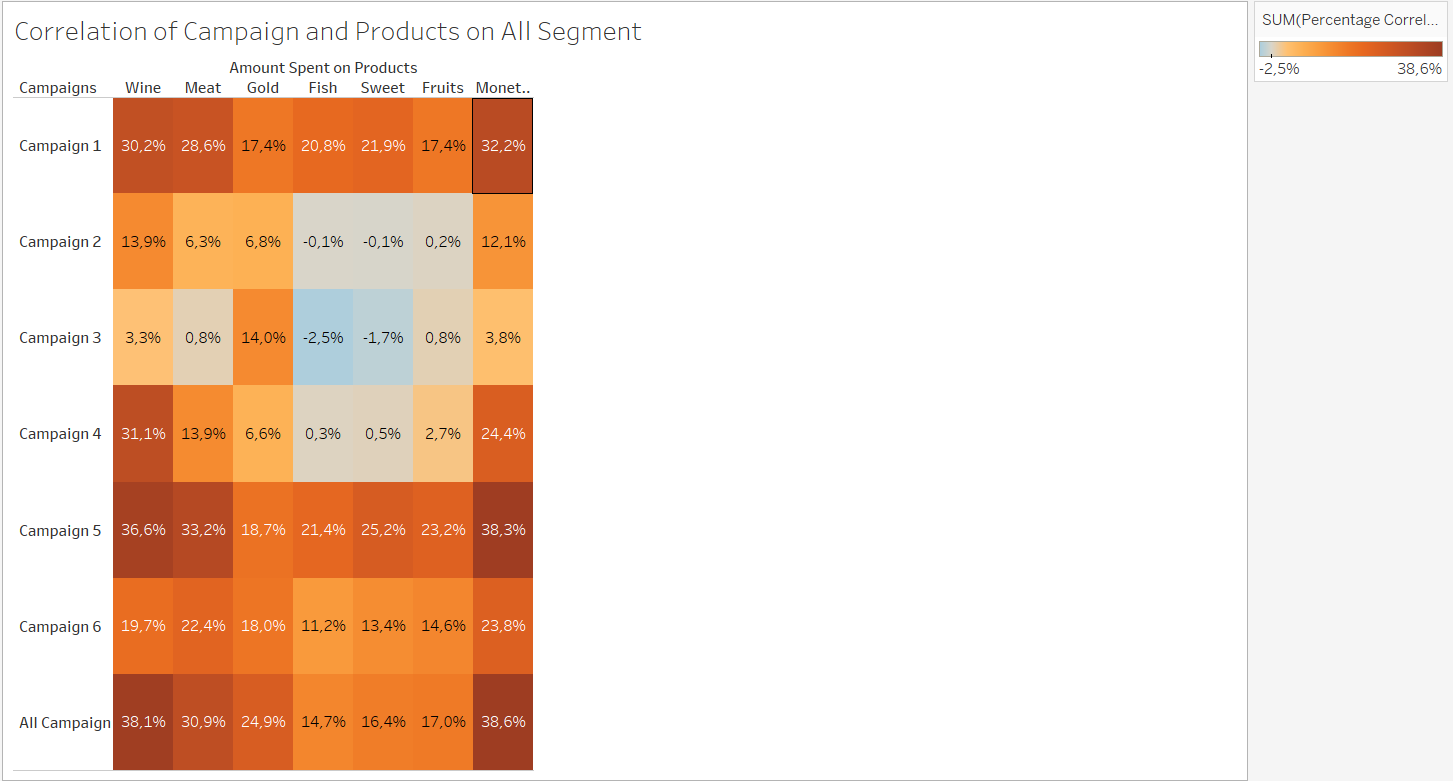 Correlation of Campaign and Products on All Segment
SUM(Percentage Correl...
-2,5% 38,6%
Amount Spent on Products
Campaigns Wine Meat Gold Fish Sweet Fruits Monet..
Campaign 1 30,2% 28,6% 17,4% 20,8% 21,9% 17,4% 32,2%
Campaign 2 13,9% 6,3% 6,8% -0,1% -0,1% 0,2% 12,1%
Campaign 3 3,3% 0,8% 14,0% -2,5% -1,7% 0,8% 3,8%
Campaign 4 31,1% 13,9% 6,6% 0,3% 0,5% 2,7% 24,4%
Campaign 5 36,6% 33,2% 18,7% 21,4% 25,2% 23,2% 38,3%
Campaign 6 19,7% 22,4% 18,0% 11,2% 13,4% 14,6% 23,8%
All Campaign 38,1% 30,9% 24,9% 14,7% 16,4% 17,0% 38,6%